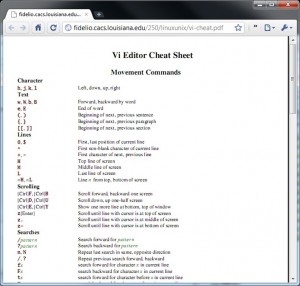 fidelio.cacs.louisiana.edu/
fidelio.cacs.louisiana.edu/250/linuxunix/vi-cheat.pdf
Vi Editor Cheat Sheet
Movement Commands
Character
h, j, k, l Left, down, up, right
Text
w, W, b, B Forward, backward by word
e, E End of word
), ( Beginning of next, previous sentence
}, { Beginning of next, previous paragraph
]], [[ Beginning of next, previous section
Lines
0, $ First, last position of current line
^ First non-blank character of current line
+, - First character of next, previous line
H Top line of screen
M Middle line of screen
L Last line of screen
nH, nL Line n from top, bottom of screen
Scrolling
[Ctrl]F, [Ctrl]B Scroll forward, backward one screen
[Ctrl]D, [Ctrl]U Scroll down, up one-half screen
[Ctrl]E, [Ctrl]Y Show one more line at bottom, top of window
z[Enter] Scroll until line with cursor is at top of screen
z. Scroll until line with cursor is at middle of screen
z- Scroll until line with cursor is at bottom of screen
Searches
/pattern Search forward for pattern
?pattern Search backward for pattern
n, N Repeat last search in same, opposite direction
/, ? Repeat previous search forward, backward
fx search forward for character x in current line
Fx search backward for character x in current line
tx search forward for character before x in current line